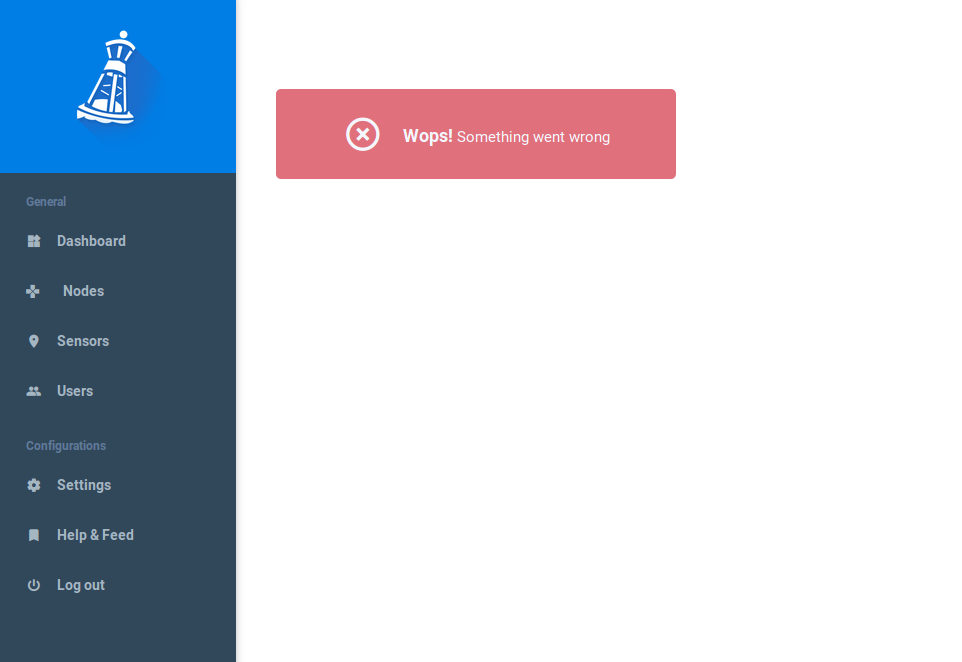 Wops! Something went wrong
General
Dashboard
Nodes
Sensors
Users
Configurations
Settings
Help & Feed
Log out